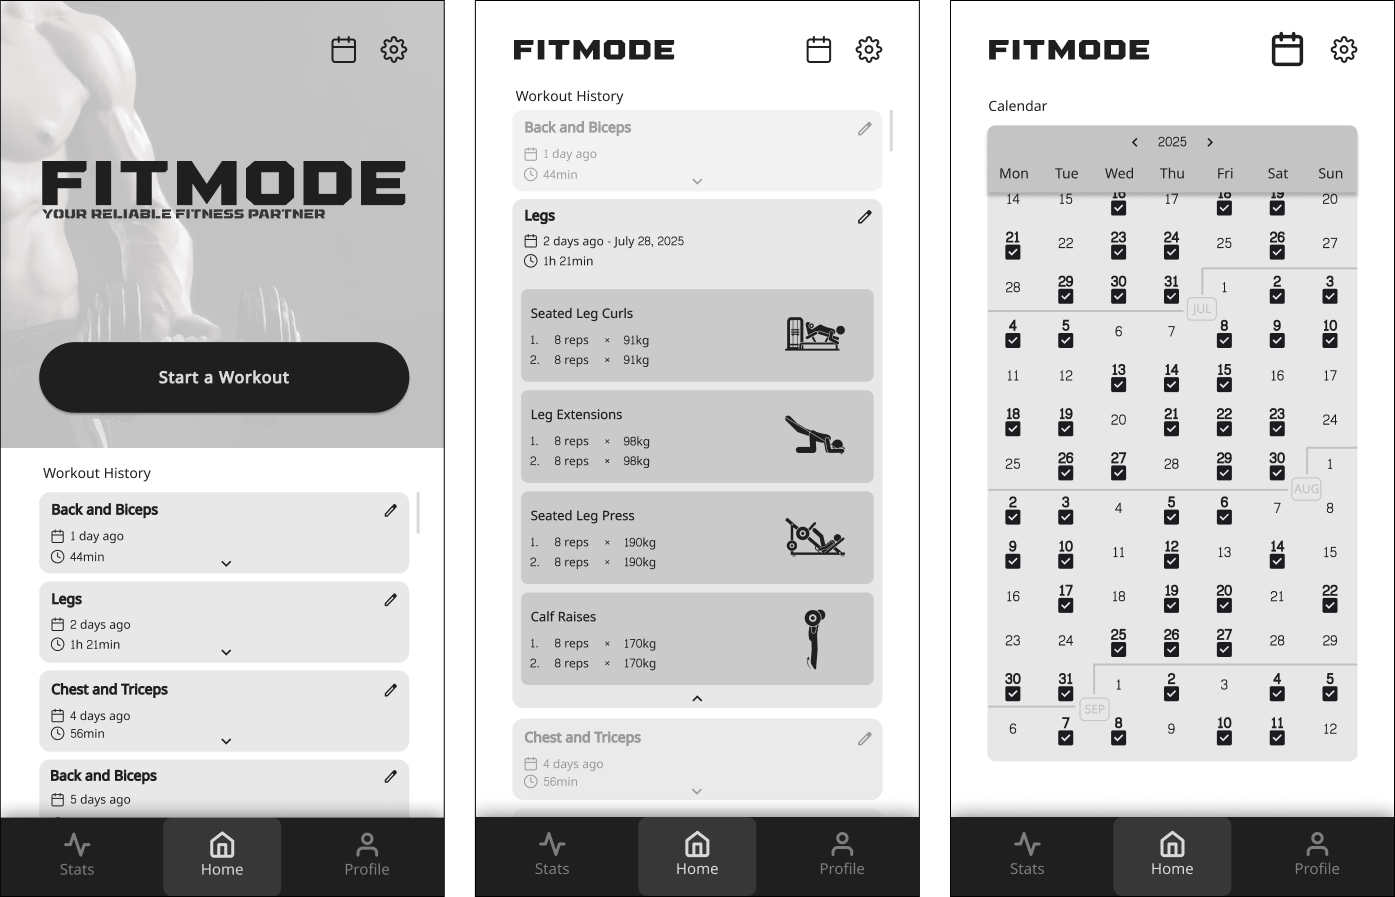 FITMODE
YOUR RELIABLE FITNESS PARTNER
Start a Workout
Workout History
Back and Biceps
1 day ago
44min
Legs
2 days ago
1h 21min
Chest and Triceps
4 days ago
56min
Back and Biceps
5 days ago
Stats Home Profile
FITMODE
Workout History
Back and Biceps
1 day ago
44min
Legs
2 days ago - July 28, 2025
1h 21min
Seated Leg Curls
1. 8 reps × 91kg
2. 8 reps × 91kg
Leg Extensions
1. 8 reps × 98kg
2. 8 reps × 98kg
Seated Leg Press
1. 8 reps × 190kg
2. 8 reps × 190kg
Calf Raises
1. 8 reps × 170kg
2. 8 reps × 170kg
Chest and Triceps
4 days ago
56min
Stats Home Profile
FITMODE
Calendar
2025
Mon Tue Wed Thu Fri Sat Sun
14 15 16 17 18 19 20
21 22 23 24 25 26 27
28 29 30 31 1 2 3
JUL
4 5 6 7 8 9 10
11 12 13 14 15 16 17
18 19 20 21 22 23 24
25 26 27 28 29 30 1
AUG
2 3 4 5 6 7 8
9 10 11 12 13 14 15
16 17 18 19 20 21 22
23 24 25 26 27 28 29
30 31 1 2 3 4 5
SEP
6 7 8 9 10 11 12
Stats Home Profile